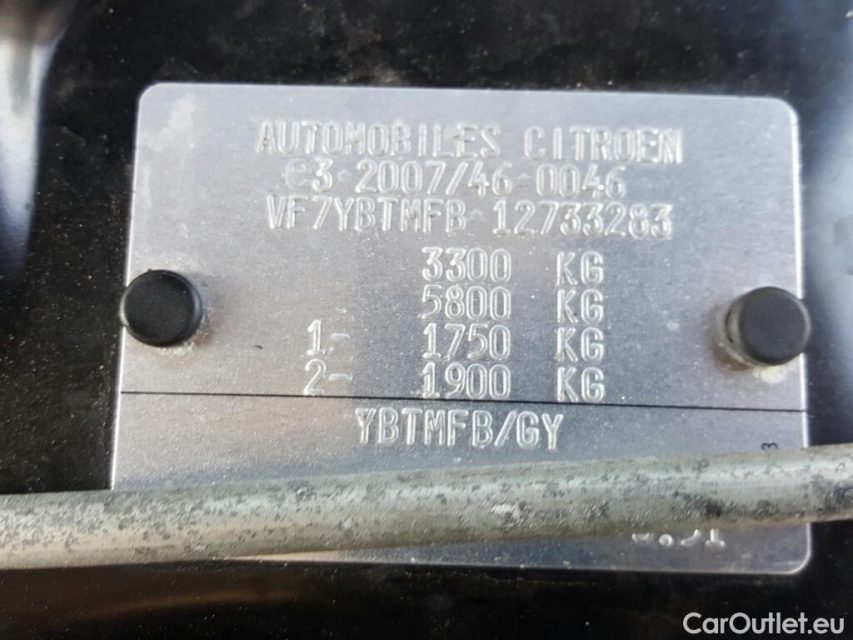 AUTOMOBILES CITROEN
e3*2007/46*0046
VF7YBTMFB*12733283
3300 KG
5800 KG
1- 1750 KG
2- 1900 KG
YBTMFB/GY
3
CarOutlet.eu